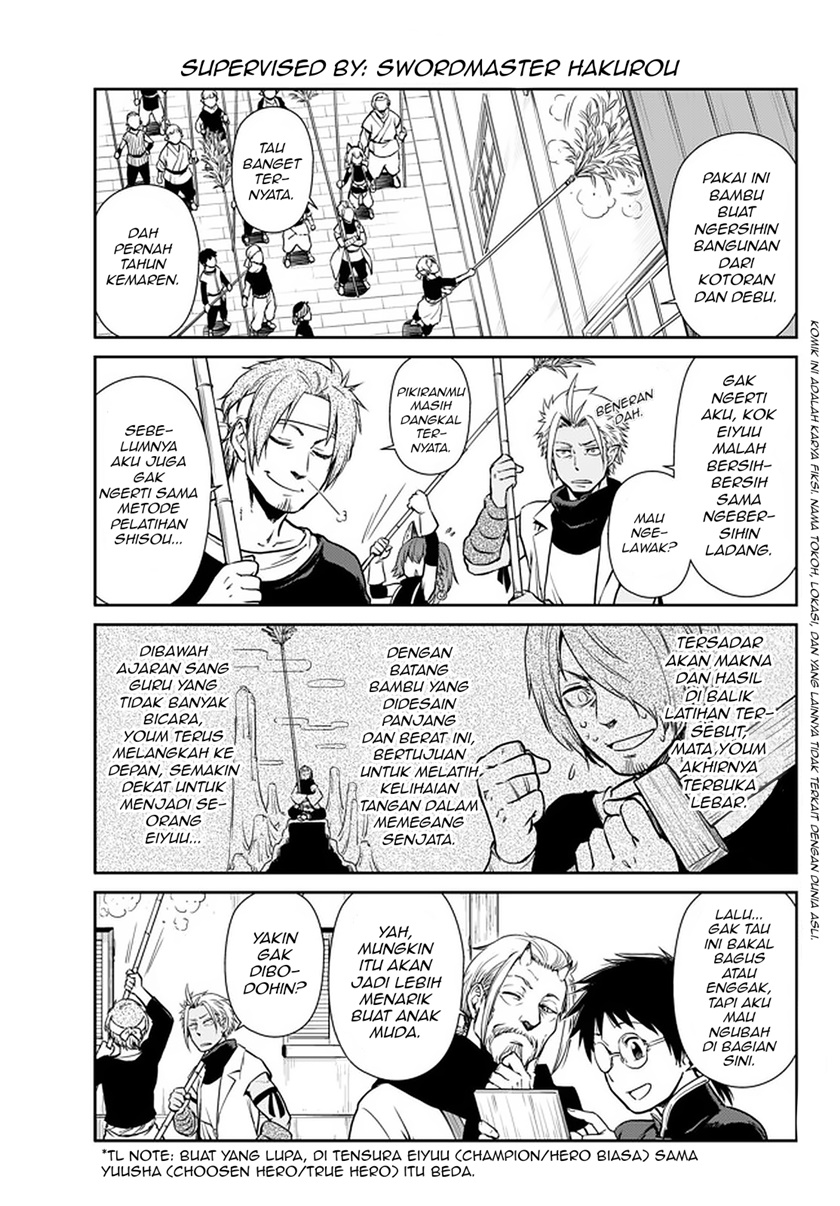 SUPERVISED BY: SWORDMASTER HAKUROU
PAKAI INI
BAMBU
BUAT
NGERSIHIN
BANGUNAN
DARI
KOTORAN
DAN DEBU.
TAU
BANGET
TER-
NYATA.
DAH
PERNAH
TAHUN
KEMAREN.
GAK
NGERTI
AKU, KOK
EIYUU
MALAH
BERSIH-
BERSIH
SAMA
NGEBER-
SIHIN
LADANG.
MAU
NGE-
LAWAK?
BENERAN
DAH.
PIKIRANMU
MASIH
DANGKAL
TER-
NYATA.
SEBE-
LUMNYA
AKU JUGA
GAK
NGERTI SAMA
METODE
PELATIHAN
SHISOU...
TERSADAR
AKAN MAKNA
DAN HASIL
DI BALIK
LATIHAN TER-
SEBUT,
MATA YOUM
AKHIRNYA
TERBUKA
LEBAR.
DENGAN
BATANG
BAMBU YANG
DIDESAIN
PANJANG
DAN BERAT INI,
BERTUJUAN
UNTUK MELATIH
KELIHAIAN
TANGAN DALAM
MEMEGANG
SENJATA.
DIBAWAH
AJARAN SANG
GURU YANG
TIDAK BANYAK
BICARA,
YOUM TERUS
MELANGKAH KE
DEPAN, SEMAKIN
DEKAT UNTUK
MENJADI SE-
ORANG
EIYUU...
LALU...
GAK TAU
INI BAKAL
BAGUS
ATAU
ENGGAK,
TAPI AKU
MAU
NGUBAH
DI BAGIAN
SINI.
YAH,
MUNGKIN
ITU AKAN
JADI LEBIH
MENARIK
BUAT ANAK
MUDA.
YAKIN
GAK
DIBO-
DOHIN?
*TL NOTE: BUAT YANG LUPA, DI TENSURA EIYUU (CHAMPION/HERO BIASA) SAMA
YUUSHA (CHOOSEN HERO/TRUE HERO) ITU BEDA.
KOMIK INI ADALAH KARYA FIKSI. NAMA TOKOH, LOKASI, DAN YANG LAINNYA TIDAK TERKAIT DENGAN DUNIA ASLI.